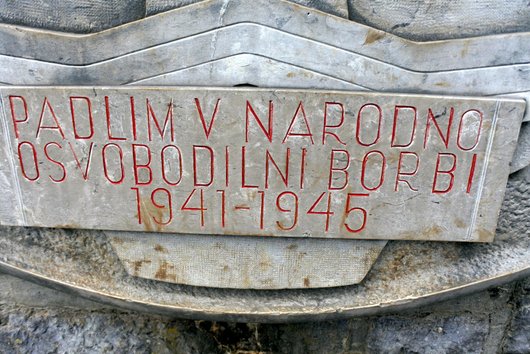 PADLIM V NARODNO
OSVOBODILNI BORBI
1941-1945